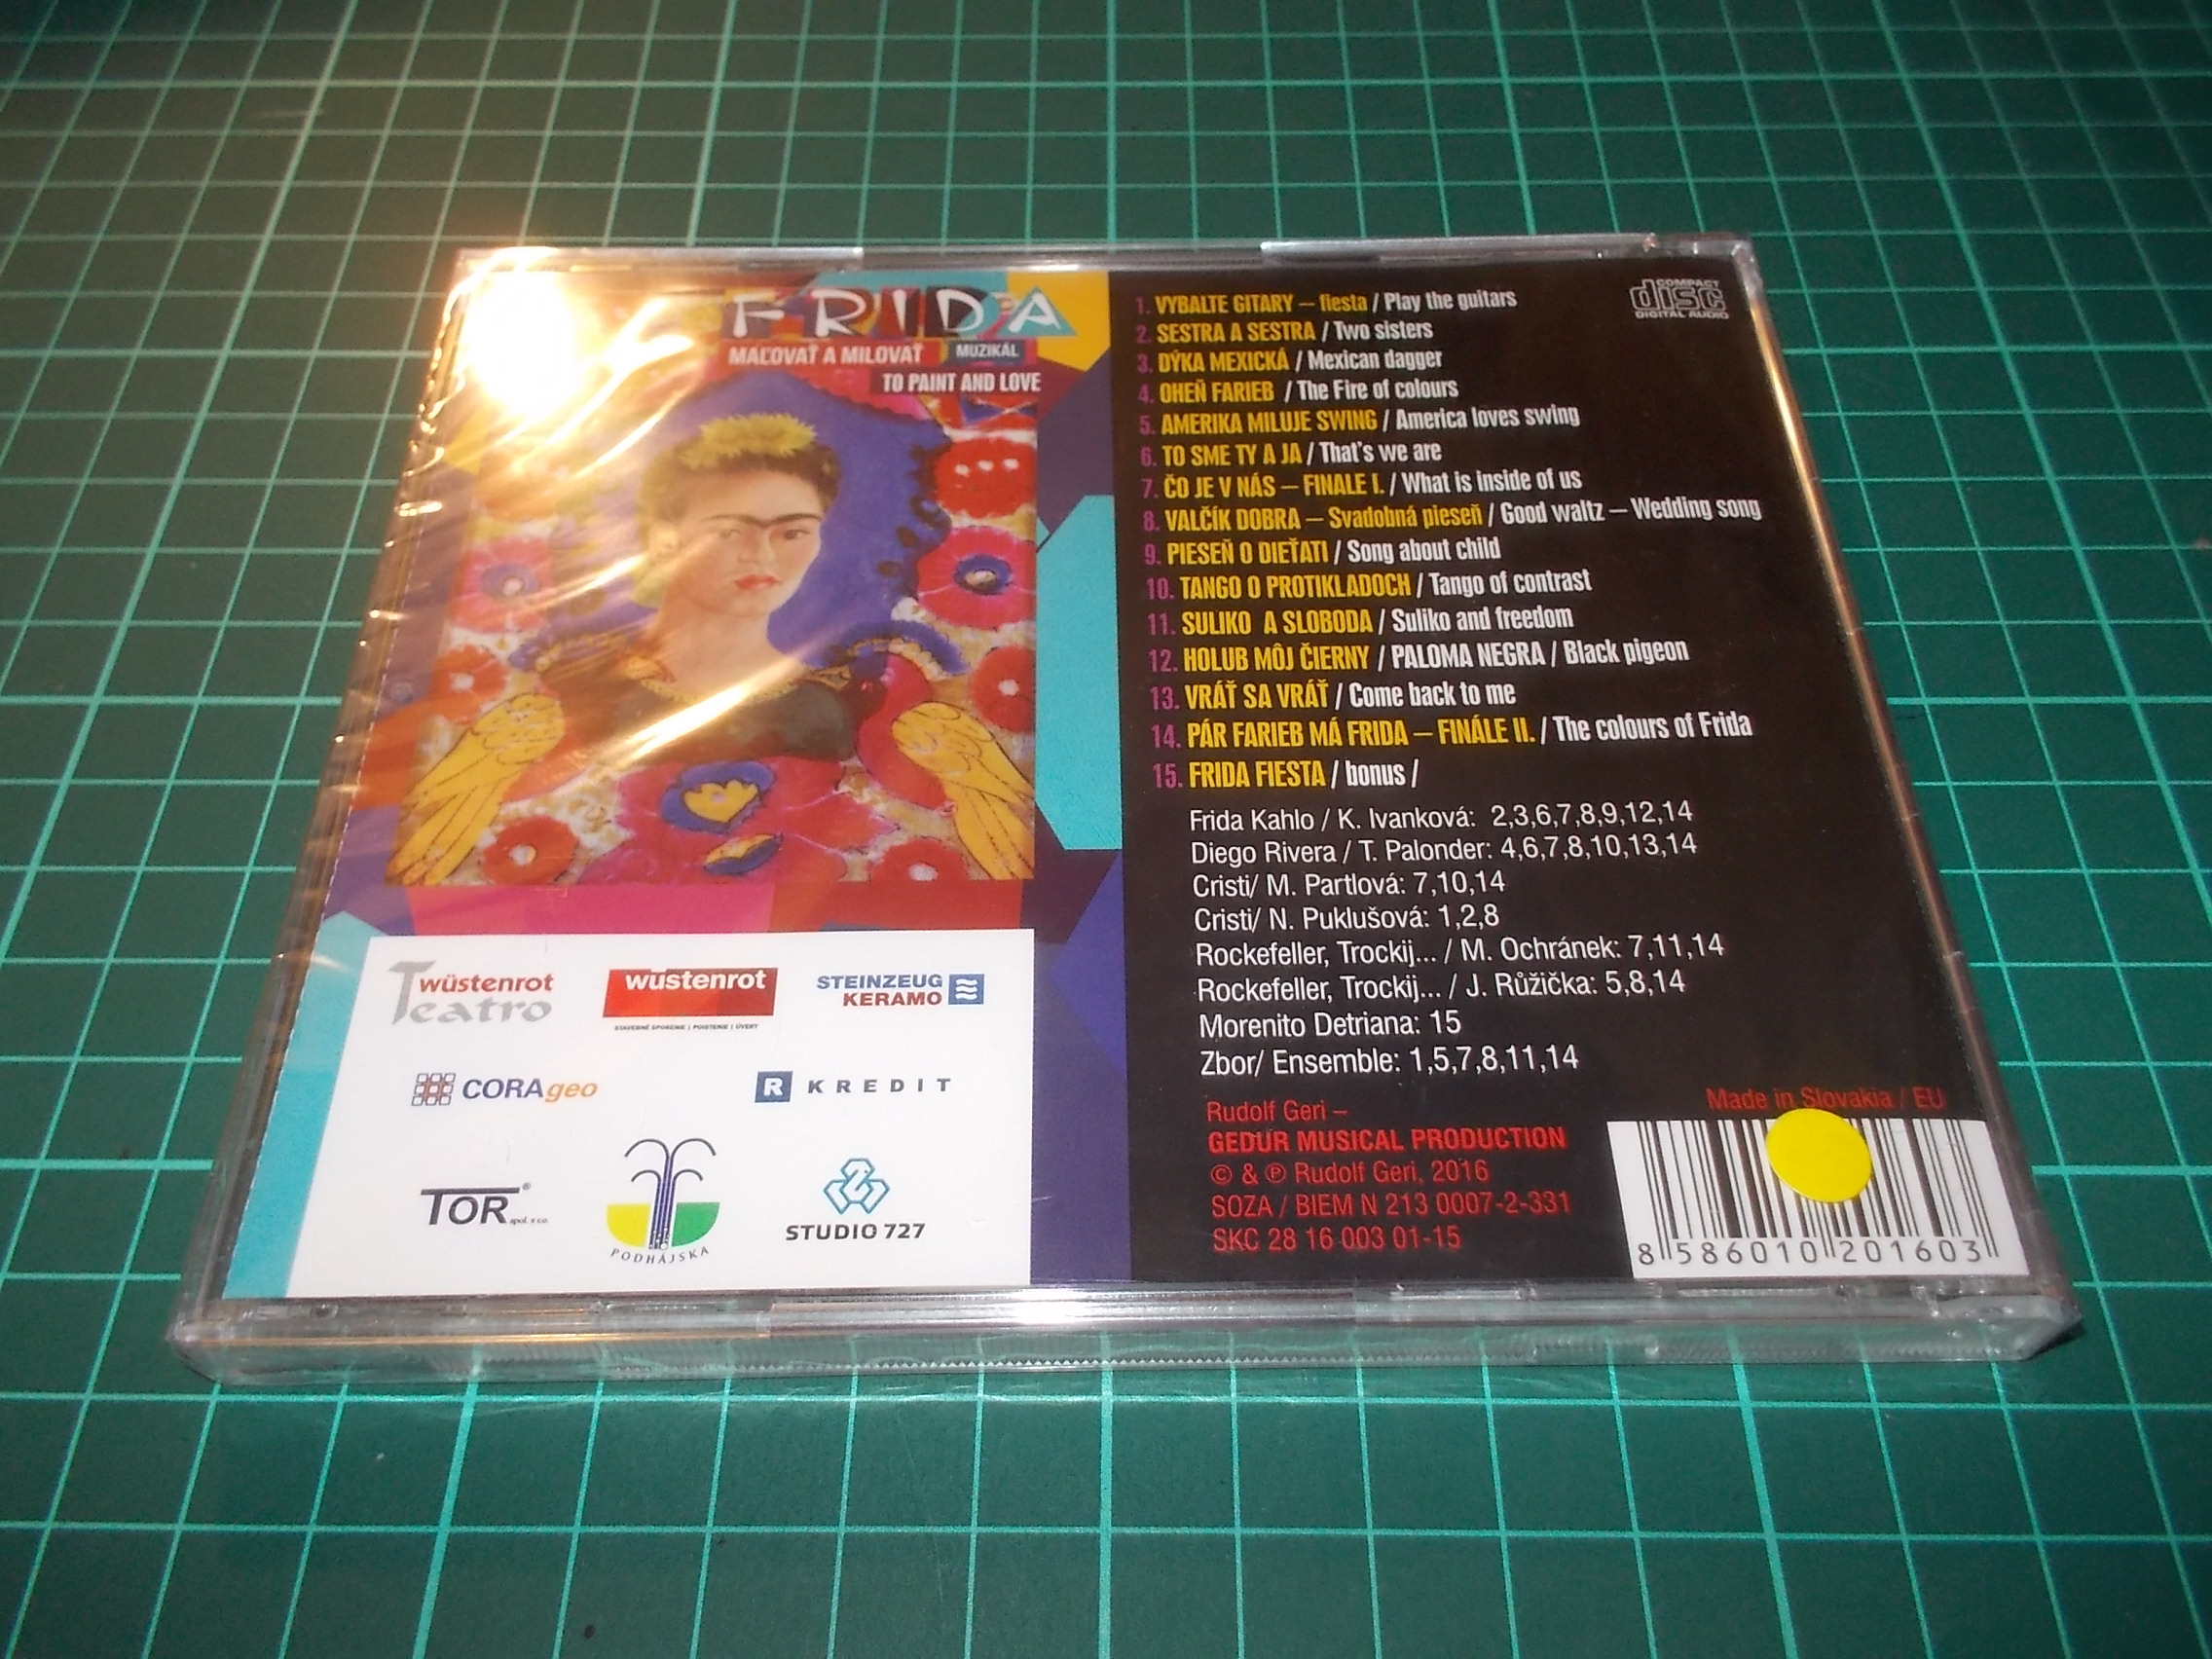 FRIDA
MAĽOVAŤ A MILOVAŤ MUZIKÁL
TO PAINT AND LOVE
wüstenrot
Teatro
wüstenrot
STAVEBNÉ SPORENIE | POISTENIE | ÚVERY
STEINZEUG
KERAMO
CORAgeo
R KREDIT
TOR® spol. s r.o.
PODHÁJSKA
STUDIO 727
COMPACT
disc
DIGITAL AUDIO
1. VYBALTE GITARY – fiesta / Play the guitars
2. SESTRA A SESTRA / Two sisters
3. DÝKA MEXICKÁ / Mexican dagger
4. OHEŇ FARIEB / The Fire of colours
5. AMERIKA MILUJE SWING / America loves swing
6. TO SME TY A JA / That's we are
7. ČO JE V NÁS – FINALE I. / What is inside of us
8. VALČÍK DOBRA – Svadobná pieseň / Good waltz – Wedding song
9. PIESEŇ O DIEŤATI / Song about child
10. TANGO O PROTIKLADOCH / Tango of contrast
11. SULIKO A SLOBODA / Suliko and freedom
12. HOLUB MÔJ ČIERNY / PALOMA NEGRA / Black pigeon
13. VRÁŤ SA VRÁŤ / Come back to me
14. PÁR FARIEB MÁ FRIDA – FINÁLE II. / The colours of Frida
15. FRIDA FIESTA / bonus /
Frida Kahlo / K. Ivanková: 2,3,6,7,8,9,12,14
Diego Rivera / T. Palonder: 4,6,7,8,10,13,14
Cristi/ M. Partlová: 7,10,14
Cristi/ N. Puklušová: 1,2,8
Rockefeller, Trockij... / M. Ochránek: 7,11,14
Rockefeller, Trockij... / J. Růžička: 5,8,14
Morenito Detriana: 15
Zbor/ Ensemble: 1,5,7,8,11,14
Rudolf Geri –
GEDUR MUSICAL PRODUCTION
© & ℗ Rudolf Geri, 2016
SOZA / BIEM N 213 0007-2-331
SKC 28 16 003 01-15
Made in Slovakia / EU
8 586010 201603